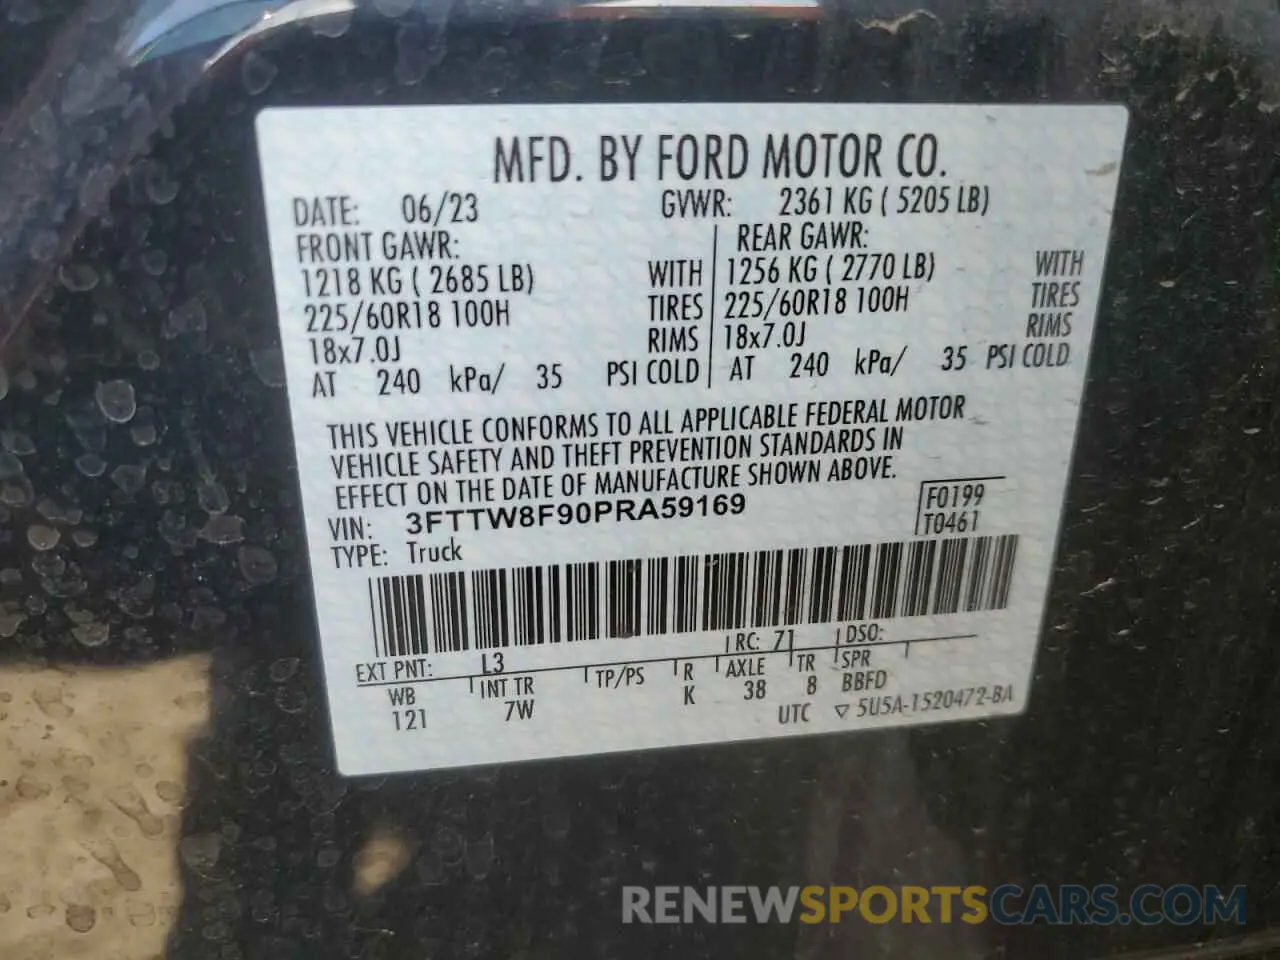 MFD. BY FORD MOTOR CO.
DATE: 06/23 GVWR: 2361 KG ( 5205 LB)
FRONT GAWR: REAR GAWR:
1218 KG ( 2685 LB) WITH 1256 KG ( 2770 LB) WITH
225/60R18 100H TIRES 225/60R18 100H TIRES
18x7.0J RIMS 18x7.0J RIMS
AT 240 kPa/ 35 PSI COLD AT 240 kPa/ 35 PSI COLD
THIS VEHICLE CONFORMS TO ALL APPLICABLE FEDERAL MOTOR
VEHICLE SAFETY AND THEFT PREVENTION STANDARDS IN
EFFECT ON THE DATE OF MANUFACTURE SHOWN ABOVE.
VIN: 3FTTW8F90PRA59169 F0199
TYPE: Truck T0461
EXT PNT: L3 RC: 71 DSO:
WB INT TR TP/PS R AXLE TR SPR
121 7W K 38 8 BBFD
UTC ▽ 5U5A-1520472-BA
RENEWSPORTSCARS.COM